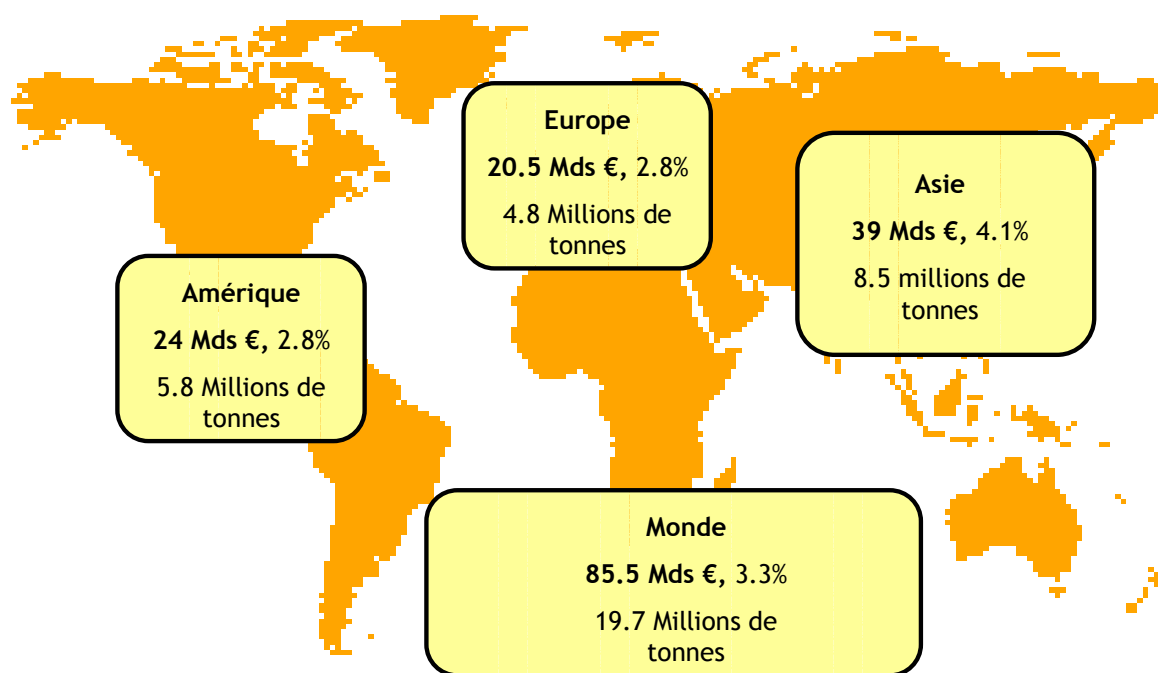 Europe
20.5 Mds €, 2.8%
4.8 Millions de
tonnes
Asie
39 Mds €, 4.1%
8.5 millions de
tonnes
Amérique
24 Mds €, 2.8%
5.8 Millions de
tonnes
Monde
85.5 Mds €, 3.3%
19.7 Millions de
tonnes